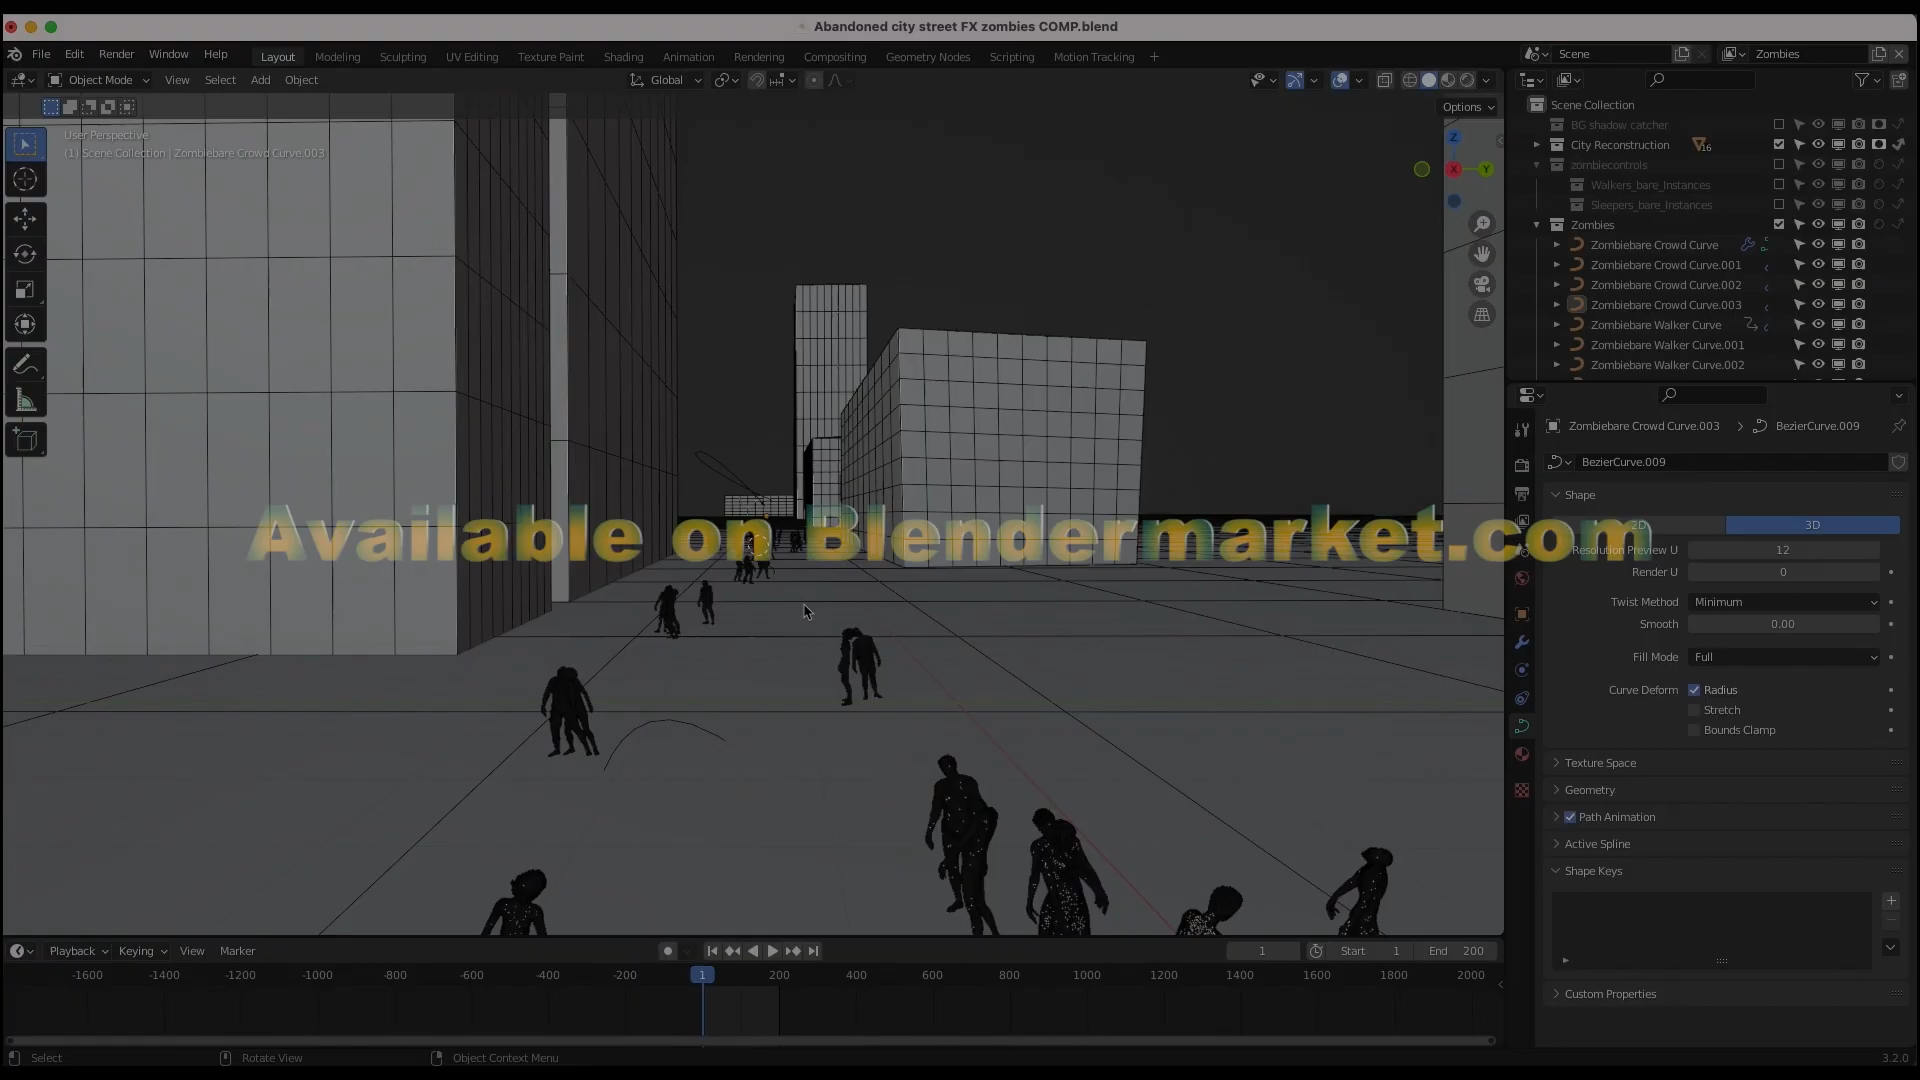 Abandoned city street FX zombies COMP.blend
File Edit Render Window Help Layout Modeling Sculpting UV Editing Texture Paint Shading Animation Rendering Compositing Geometry Nodes Scripting Motion Tracking + Scene Zombies
Object Mode View Select Add Object Global
Options
User Perspective
(1) Scene Collection | Zombiebare Crowd Curve.003
Z
X Y
Scene Collection
BG shadow catcher
City Reconstruction 16
zombiecontrols
Walkers_bare_Instances
Sleepers_bare_Instances
Zombies
Zombiebare Crowd Curve
Zombiebare Crowd Curve.001
Zombiebare Crowd Curve.002
Zombiebare Crowd Curve.003
Zombiebare Walker Curve
Zombiebare Walker Curve.001
Zombiebare Walker Curve.002
Zombiebare Crowd Curve.003 > BezierCurve.009
BezierCurve.009
Shape
2D 3D
Available on Blendermarket.com
Resolution Preview U 12
Render U 0
Twist Method Minimum
Smooth 0.00
Fill Mode Full
Curve Deform Radius
Stretch
Bounds Clamp
Texture Space
Geometry
Path Animation
Active Spline
Shape Keys
Custom Properties
Playback Keying View Marker 1 Start 1 End 200
-1600 -1400 -1200 -1000 -800 -600 -400 -200 1 200 400 600 800 1000 1200 1400 1600 1800 2000
Select Rotate View Object Context Menu 3.2.0